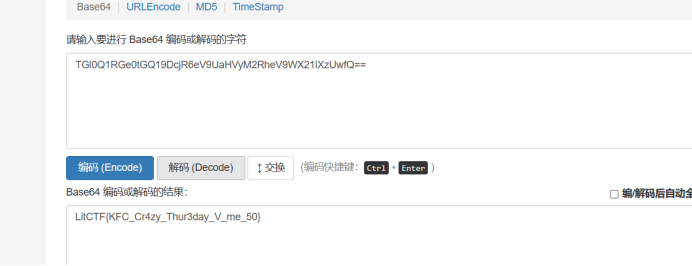 Base64 | URLEncode | MD5 | TimeStamp
请输入要进行 Base64 编码或解码的字符
TGl0Q1RGe0tGQ19DcjR6eV9UaHVyM2RheV9WX21lXzUwfQ==
编码 (Encode) 解码 (Decode) ↕交换 (编码快捷键: Ctrl + Enter )
Base64 编码或解码的结果: 编/解码后自动全
LitCTF{KFC_Cr4zy_Thur3day_V_me_50}